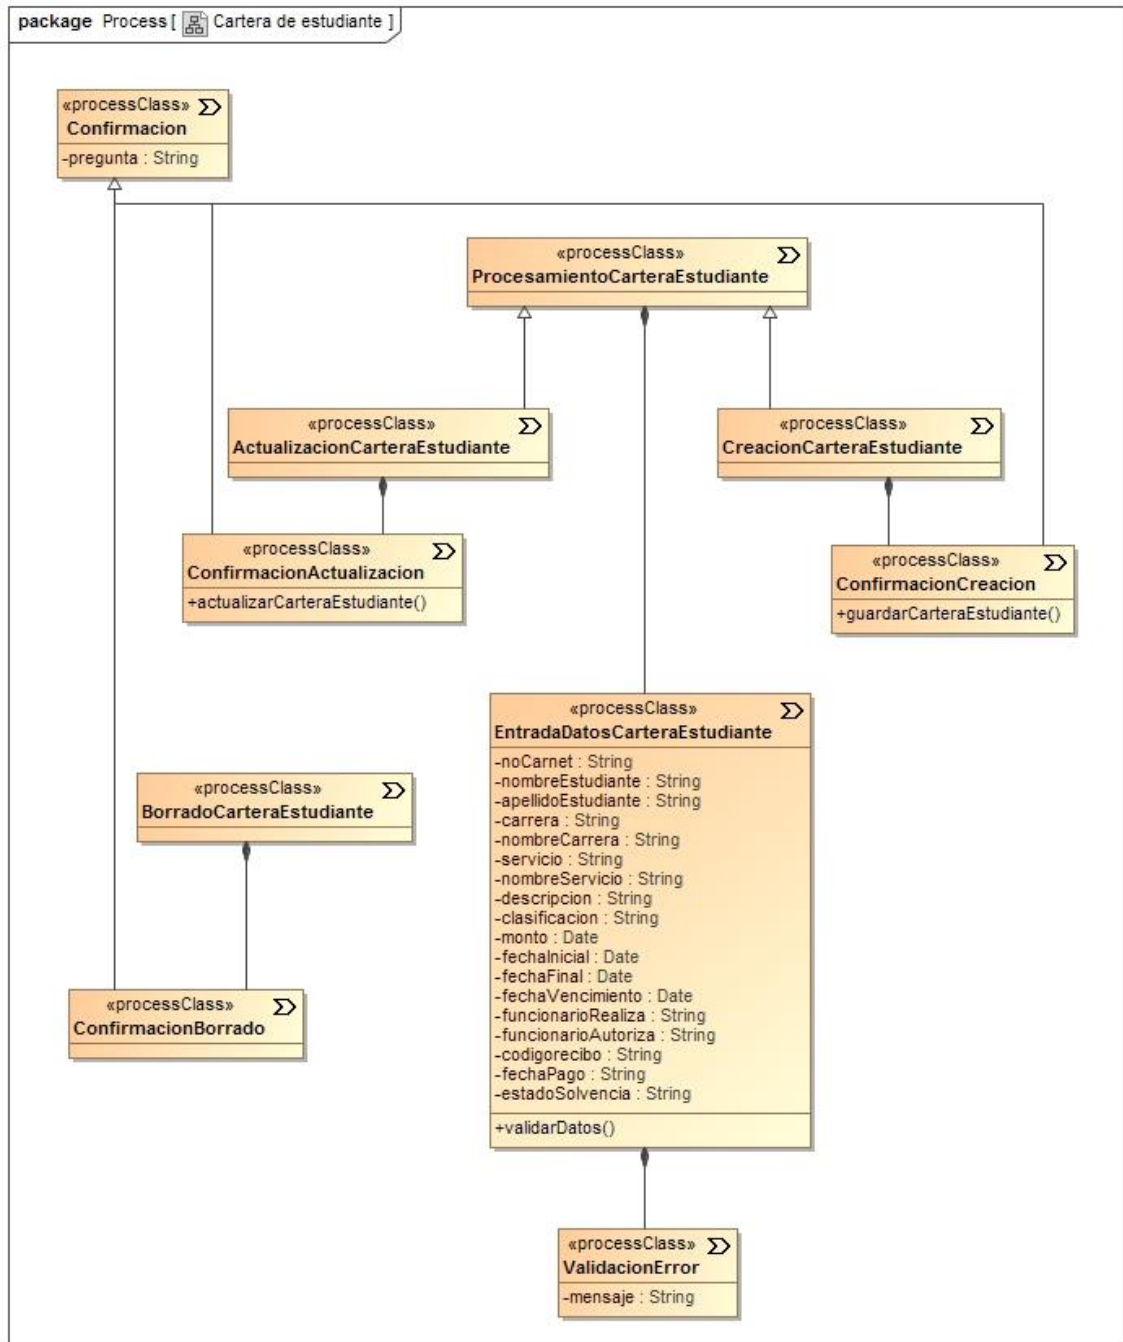 package Process [ Cartera de estudiante ]
«processClass»
Confirmacion
-pregunta : String
«processClass»
ProcesamientoCarteraEstudiante
«processClass»
ActualizacionCarteraEstudiante
«processClass»
CreacionCarteraEstudiante
«processClass»
ConfirmacionActualizacion
+actualizarCarteraEstudiante()
«processClass»
ConfirmacionCreacion
+guardarCarteraEstudiante()
«processClass»
EntradaDatosCarteraEstudiante
-noCarnet : String
-nombreEstudiante : String
-apellidoEstudiante : String
-carrera : String
-nombreCarrera : String
-servicio : String
-nombreServicio : String
-descripcion : String
-clasificacion : String
-monto : Date
-fechaInicial : Date
-fechaFinal : Date
-fechaVencimiento : Date
-funcionarioRealiza : String
-funcionarioAutoriza : String
-codigorecibo : String
-fechaPago : String
-estadoSolvencia : String
+validarDatos()
«processClass»
BorradoCarteraEstudiante
«processClass»
ConfirmacionBorrado
«processClass»
ValidacionError
-mensaje : String